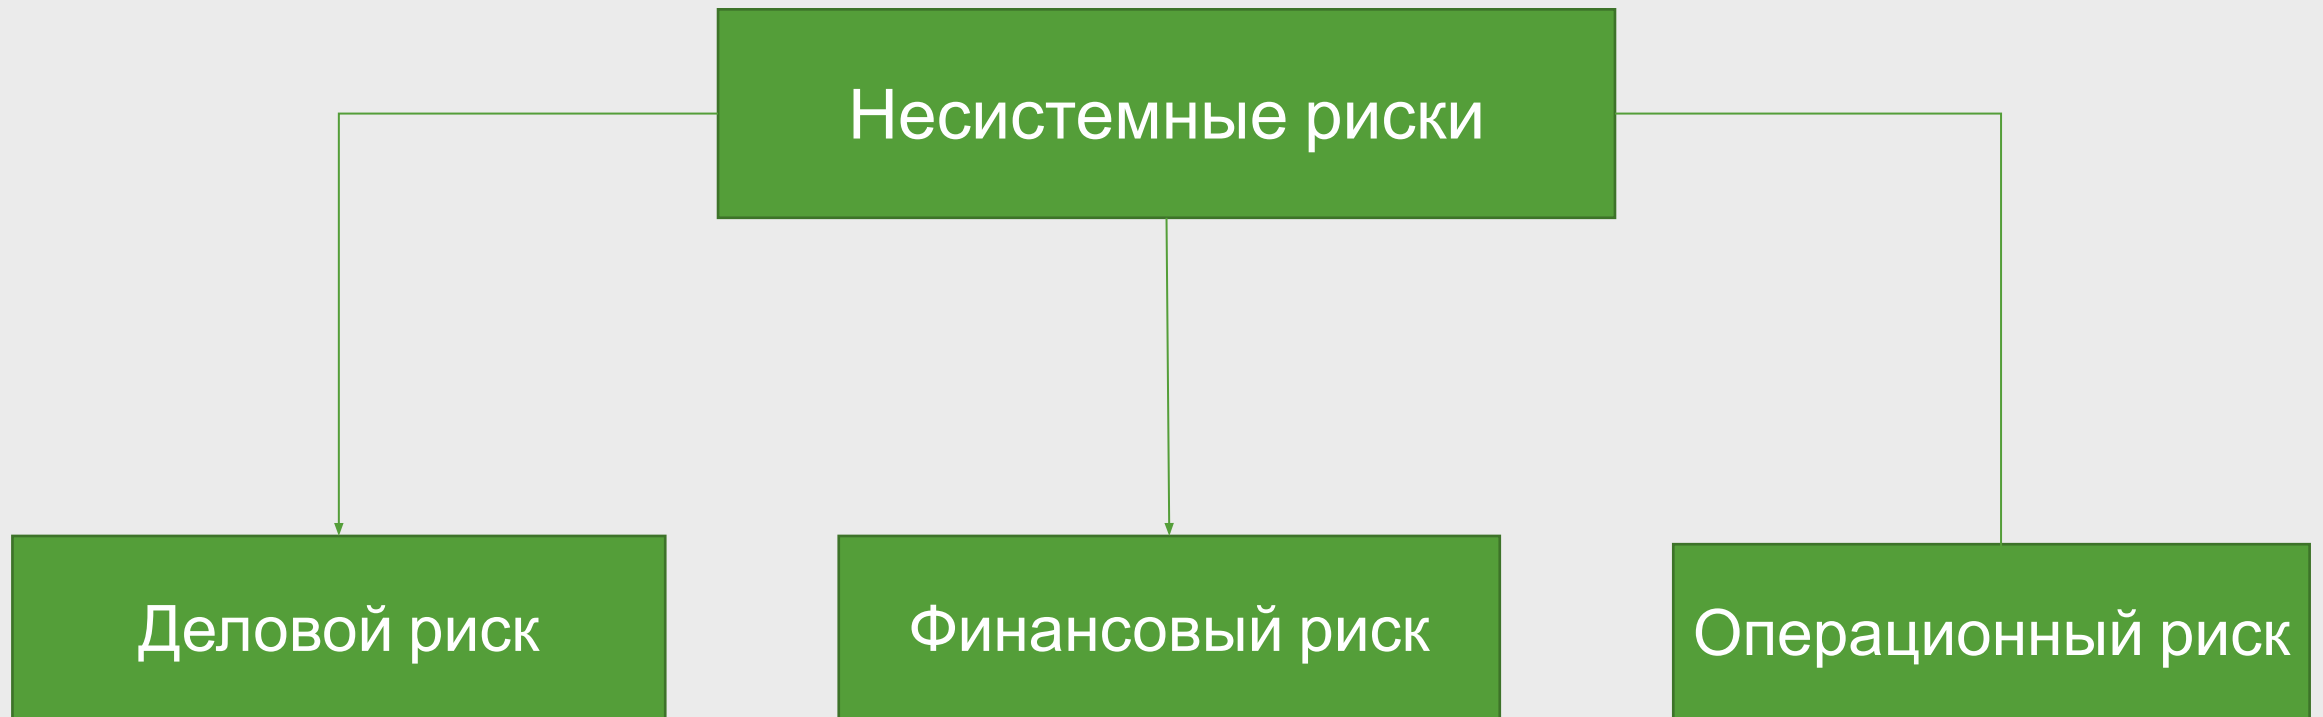 Несистемные риски
Деловой риск
Финансовый риск
Операционный риск